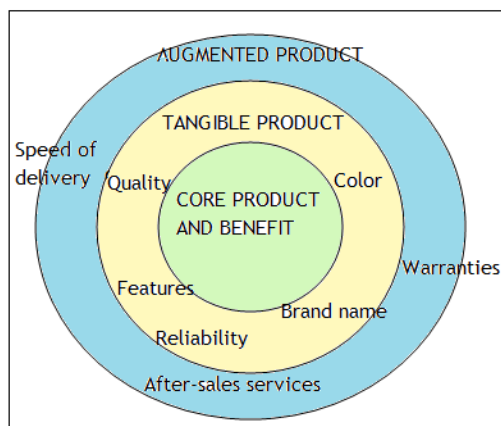 AUGMENTED PRODUCT
TANGIBLE PRODUCT
Speed of
delivery
Quality
Color
CORE PRODUCT
AND BENEFIT
Warranties
Features
Brand name
Reliability
After-sales services